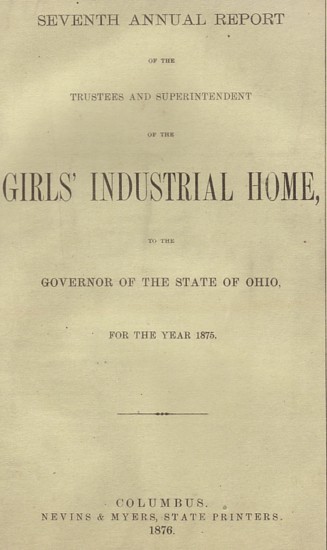 SEVENTH ANNUAL REPORT
OF THE
TRUSTEES AND SUPERINTENDENT
OF THE
GIRLS' INDUSTRIAL HOME,
TO THE
GOVERNOR OF THE STATE OF OHIO,
FOR THE YEAR 1875.
COLUMBUS.
NEVINS & MYERS, STATE PRINTERS.
1876.